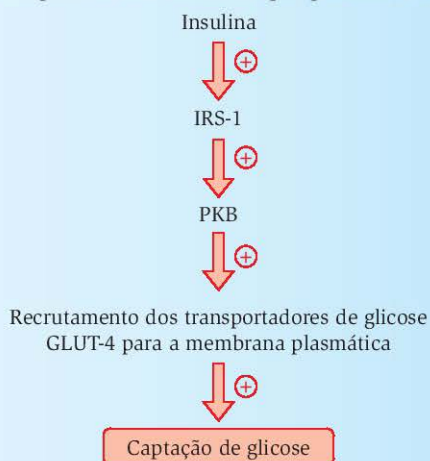 Insulina
+
IRS-1
+
PKB
+
Recrutamento dos transportadores de glicose
GLUT-4 para a membrana plasmática
+
Captação de glicose